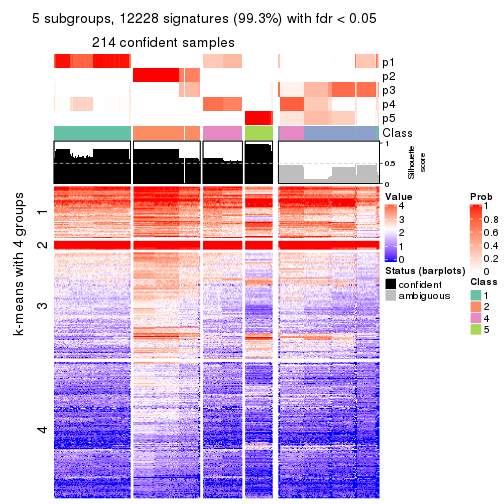 5 subgroups, 12228 signatures (99.3%) with fdr < 0.05
214 confident samples
p1
p2
p3
p4
p5
Class
1
0.5
0
Silhouette
score
k-means with 4 groups
1
2
3
4
Value
4
3
2
1
0
Status (barplots)
confident
ambiguous
Prob
1
0.8
0.6
0.4
0.2
0
Class
1
2
4
5